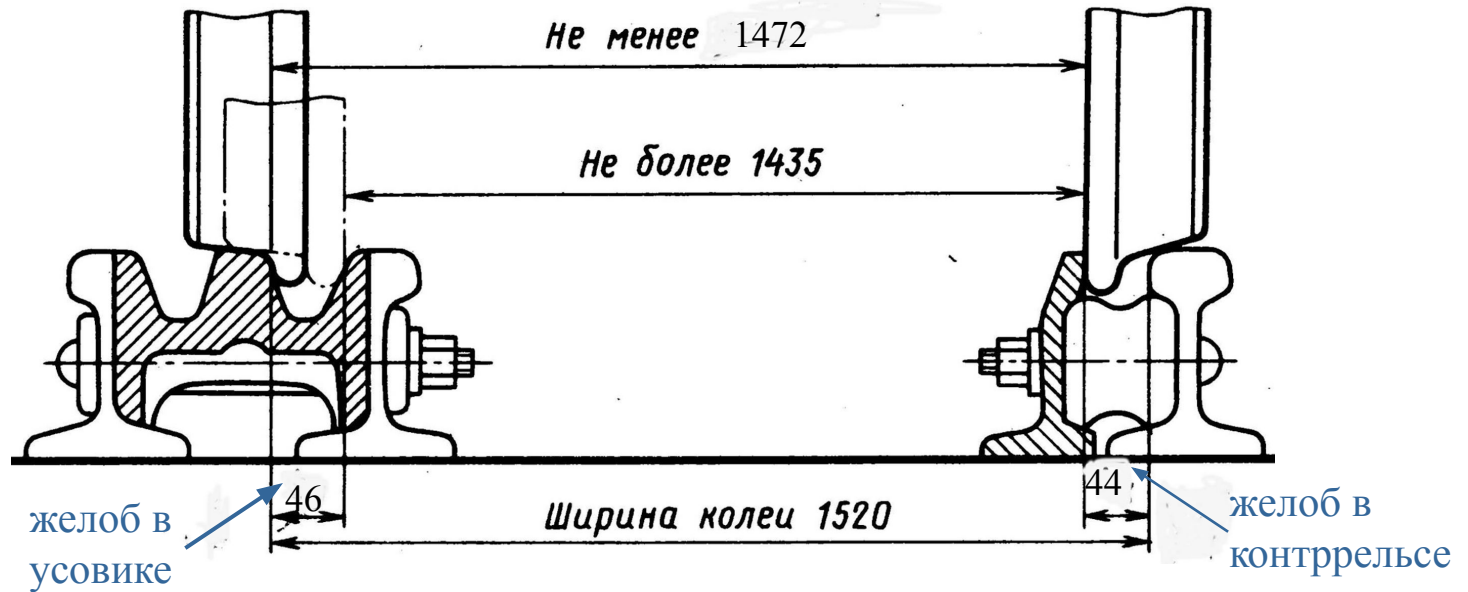 Не менее 1472
Не более 1435
46
44
Ширина колеи 1520
желоб в
усовике
желоб в
контррельсе